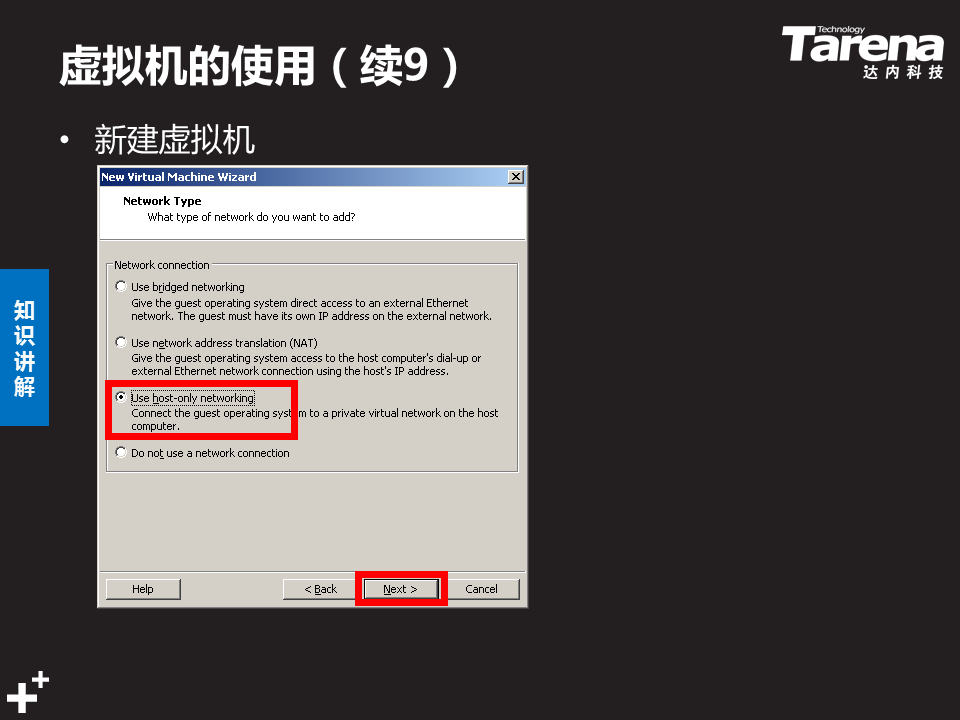 虚拟机的使用（续9）
Technology
Tarena
达内科技
• 新建虚拟机
New Virtual Machine Wizard
Network Type
What type of network do you want to add?
Network connection
Use bridged networking
Give the guest operating system direct access to an external Ethernet
network. The guest must have its own IP address on the external network.
Use network address translation (NAT)
Give the guest operating system access to the host computer's dial-up or
external Ethernet network connection using the host's IP address.
Use host-only networking
Connect the guest operating system to a private virtual network on the host
computer.
Do not use a network connection
Help
< Back
Next >
Cancel
知识讲解